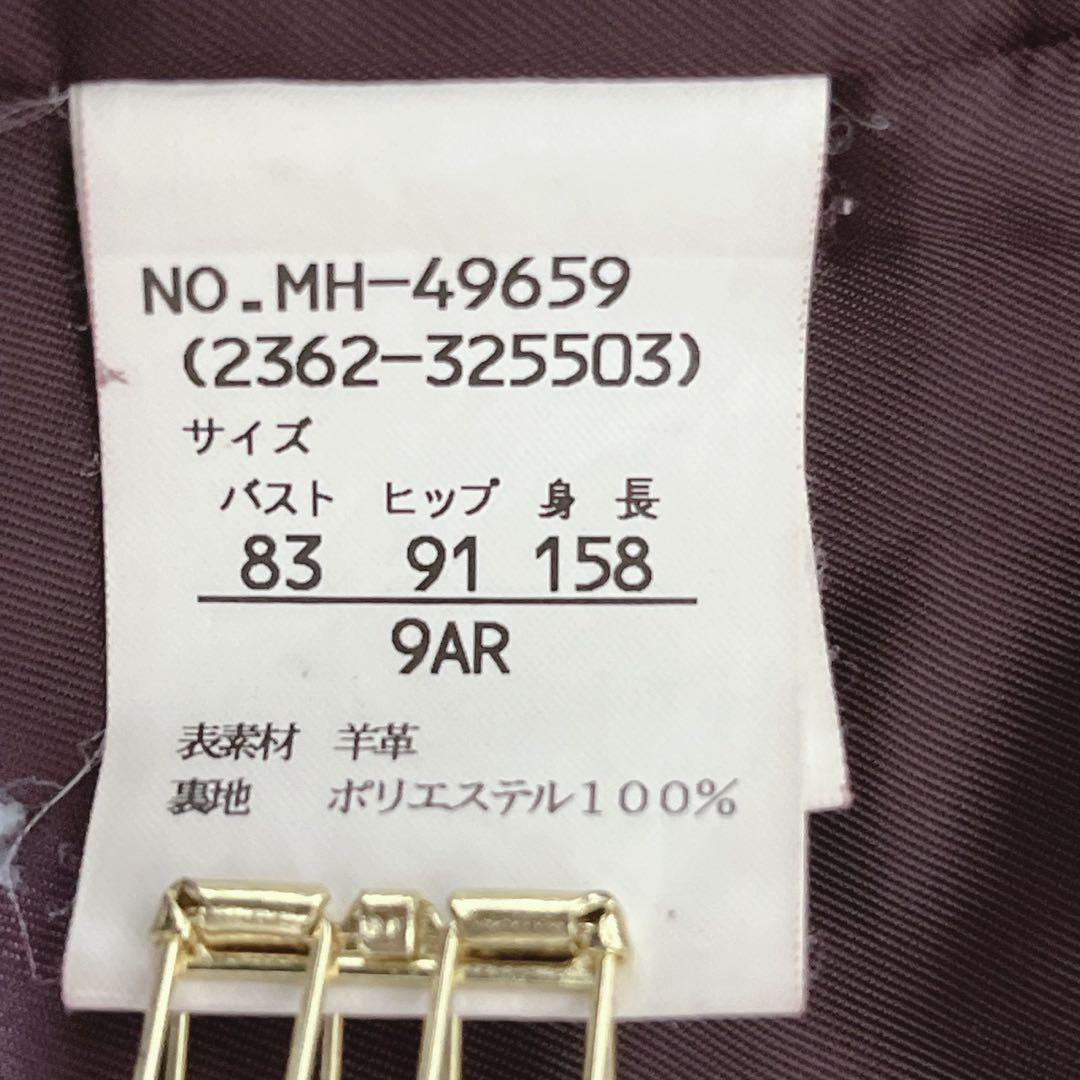 NO.MH-49659
(2362-325503)
サイズ
バスト ヒップ 身長
83 91 158
9AR
表素材 羊革
裏地 ポリエステル100%